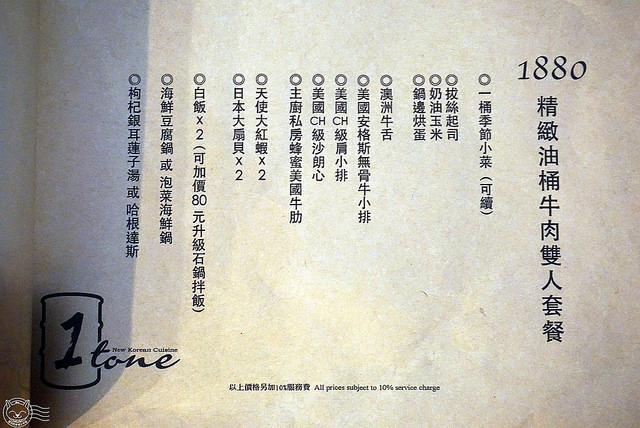 1880
精緻油桶牛肉雙人套餐
◎一桶季節小菜（可續）
◎拔絲起司
◎奶油玉米
◎鍋邊烘蛋
◎澳洲牛舌
◎美國安格斯無骨牛小排
◎美國CH級肩小排
◎美國CH級沙朗心
◎主廚私房蜂蜜美國牛肋
◎天使大紅蝦x2
◎日本大扇貝x2
◎白飯x2（可加價80元升級石鍋拌飯）
◎海鮮豆腐鍋 或 泡菜海鮮鍋
◎枸杞銀耳蓮子湯 或 哈根達斯
1tone
New Korean Cuisine
以上價格另加10%服務費 All prices subject to 10% service charge